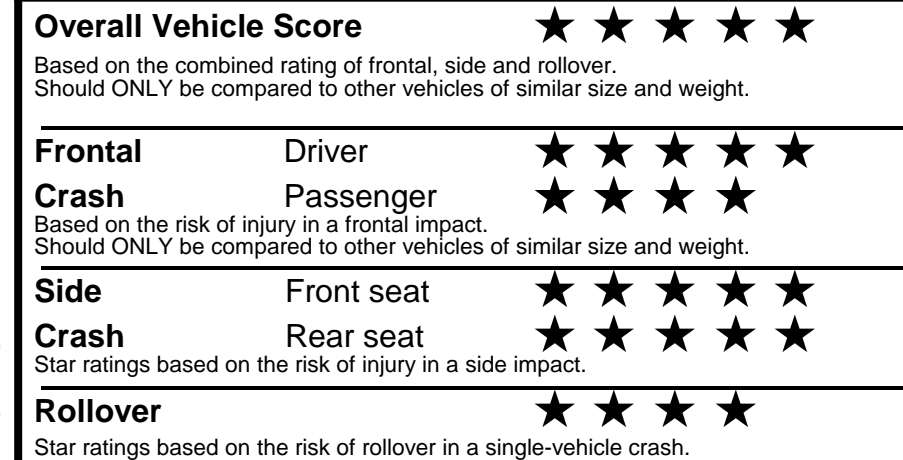 Overall Vehicle Score ★ ★ ★ ★ ★
Based on the combined rating of frontal, side and rollover.
Should ONLY be compared to other vehicles of similar size and weight.
Frontal Driver ★ ★ ★ ★ ★
Crash Passenger ★ ★ ★ ★
Based on the risk of injury in a frontal impact.
Should ONLY be compared to other vehicles of similar size and weight.
Side Front seat ★ ★ ★ ★ ★
Crash Rear seat ★ ★ ★ ★ ★
Star ratings based on the risk of injury in a side impact.
Rollover ★ ★ ★ ★
Star ratings based on the risk of rollover in a single-vehicle crash.